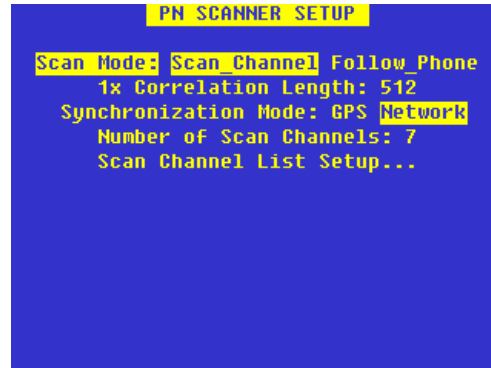 PN SCANNER SETUP
Scan Mode: Scan_Channel Follow_Phone
1x Correlation Length: 512
Synchronization Mode: GPS Network
Number of Scan Channels: 7
Scan Channel List Setup...